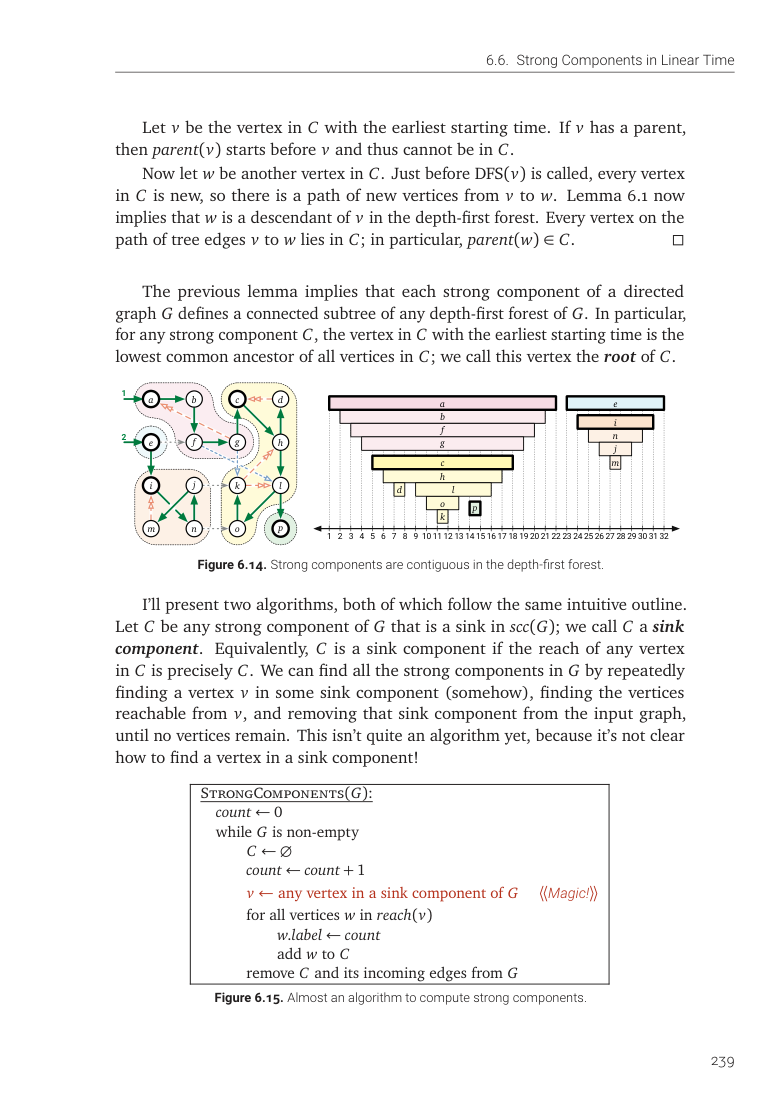 6.6. Strong Components in Linear Time
Let v be the vertex in C with the earliest starting time. If v has a parent,
then parent(v) starts before v and thus cannot be in C.
Now let w be another vertex in C. Just before DFS(v) is called, every vertex
in C is new, so there is a path of new vertices from v to w. Lemma 6.1 now
implies that w is a descendant of v in the depth-first forest. Every vertex on the
path of tree edges v to w lies in C; in particular, parent(w) ∈ C. □
The previous lemma implies that each strong component of a directed
graph G defines a connected subtree of any depth-first forest of G. In particular,
for any strong component C, the vertex in C with the earliest starting time is the
lowest common ancestor of all vertices in C; we call this vertex the root of C.
1 a b c d
2 e f g h
i j k l
m n o p
a e
b i
f n
g j
c m
h
d l
o p
k
1 2 3 4 5 6 7 8 9 10 11 12 13 14 15 16 17 18 19 20 21 22 23 24 25 26 27 28 29 30 31 32
Figure 6.14. Strong components are contiguous in the depth-first forest.
I'll present two algorithms, both of which follow the same intuitive outline.
Let C be any strong component of G that is a sink in scc(G); we call C a sink
component. Equivalently, C is a sink component if the reach of any vertex
in C is precisely C. We can find all the strong components in G by repeatedly
finding a vertex v in some sink component (somehow), finding the vertices
reachable from v, and removing that sink component from the input graph,
until no vertices remain. This isn't quite an algorithm yet, because it's not clear
how to find a vertex in a sink component!
STRONGCOMPONENTS(G):
count ← 0
while G is non-empty
C ← ∅
count ← count + 1
v ← any vertex in a sink component of G ⟨⟨Magic!⟩⟩
for all vertices w in reach(v)
w.label ← count
add w to C
remove C and its incoming edges from G
Figure 6.15. Almost an algorithm to compute strong components.
239